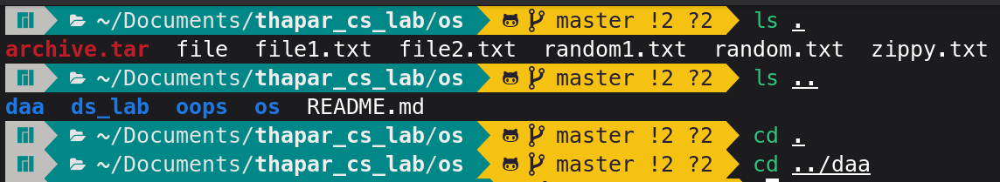 ~/Documents/thapar_cs_lab/os master !2 ?2 ls .
archive.tar file file1.txt file2.txt random1.txt random.txt zippy.txt
~/Documents/thapar_cs_lab/os master !2 ?2 ls ..
daa ds_lab oops os README.md
~/Documents/thapar_cs_lab/os master !2 ?2 cd .
~/Documents/thapar_cs_lab/os master !2 ?2 cd ../daa